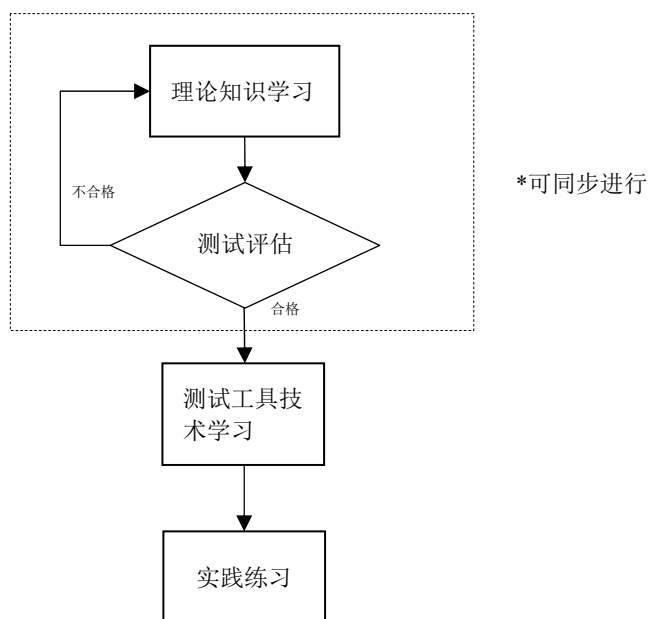 理论知识学习
不合格
*可同步进行
测试评估
合格
测试工具技
术学习
实践练习